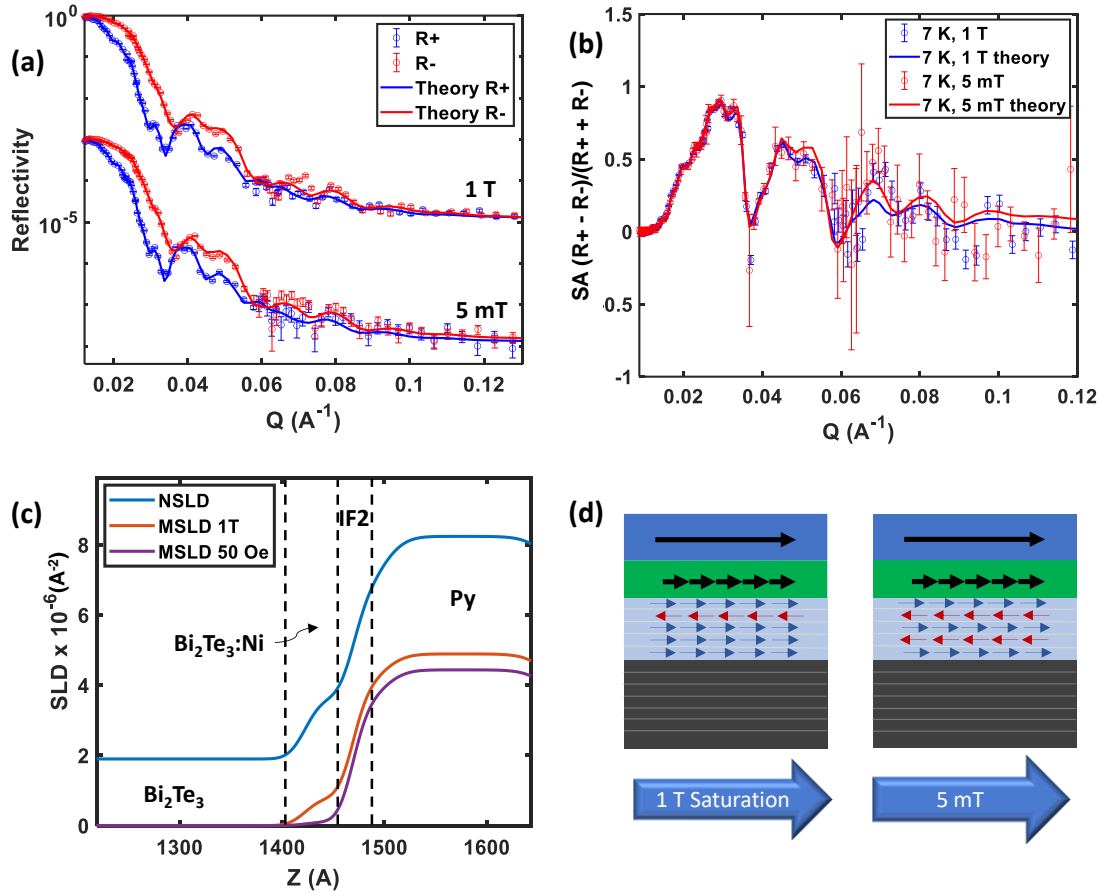 (a)
10⁰
10⁻⁵
Reflectivity
R+
R-
Theory R+
Theory R-
1 T
5 mT
0.02 0.04 0.06 0.08 0.1 0.12
Q (A⁻¹)
(b)
7 K, 1 T
7 K, 1 T theory
7 K, 5 mT
7 K, 5 mT theory
1
0.5
0
-0.5
-1
SA (R+ - R-)/(R+ + R-)
0.02 0.04 0.06 0.08 0.1 0.12
Q (A⁻¹)
(c)
NSLD
MSLD 1T
MSLD 50 Oe
IF2
Py
Bi₂Te₃:Ni
Bi₂Te₃
8
6
4
2
0
SLD x 10⁻⁶(A⁻²)
1300 1400 1500 1600
Z (A)
(d)
1 T Saturation
5 mT